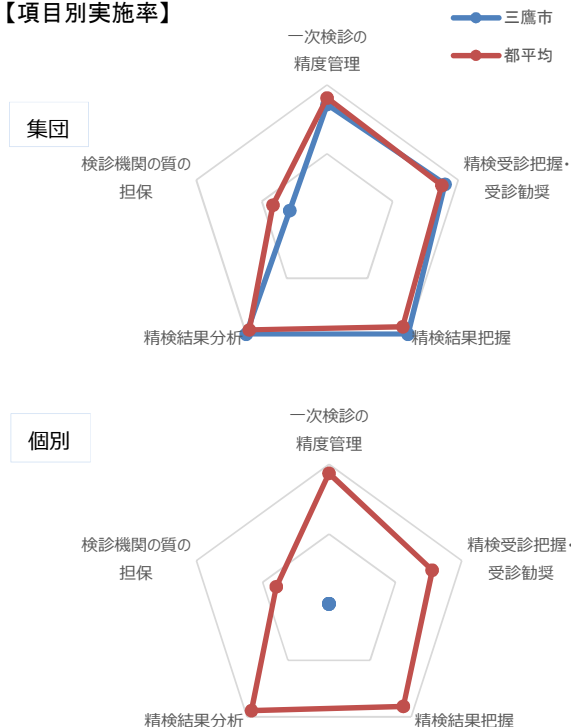 【項目別実施率】
三鷹市
都平均
集団
一次検診の
精度管理
精検受診把握・
受診勧奨
検診機関の質の
担保
精検結果分析
精検結果把握
個別
一次検診の
精度管理
精検受診把握・
受診勧奨
検診機関の質の
担保
精検結果分析
精検結果把握